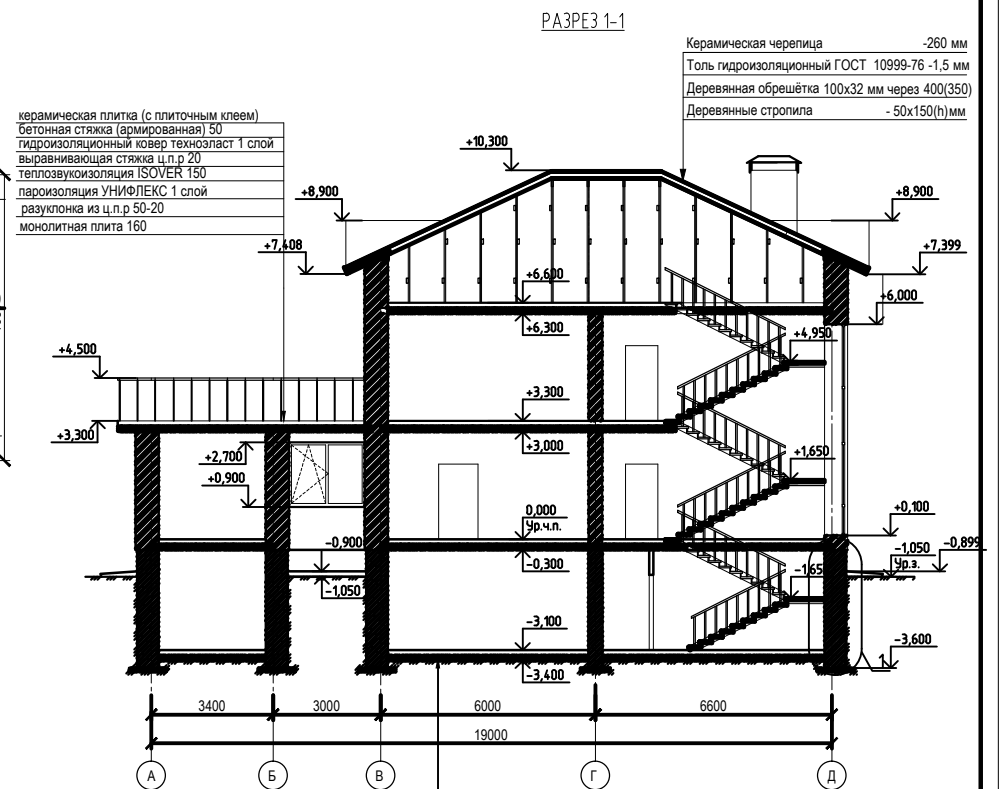 РАЗРЕЗ 1-1
Керамическая черепица -260 мм
Толь гидроизоляционный ГОСТ 10999-76 -1,5 мм
Деревянная обрешётка 100х32 мм через 400(350)
Деревянные стропила - 50х150(h)мм
керамическая плитка (с плиточным клеем)
бетонная стяжка (армированная) 50
гидроизоляционный ковер техноэласт 1 слой
выравнивающая стяжка ц.п.р 20
теплозвукоизоляция ISOVER 150
пароизоляция УНИФЛЕКС 1 слой
разуклонка из ц.п.р 50-20
монолитная плита 160
+10,300
+8,900
+8,900
+7,408
+7,399
+6,600
+6,000
+6,300
+4,950
+4,500
+3,300
+3,300
+3,000
+2,700
+1,650
+0,900
0,000
Ур.ч.п.
+0,100
-0,900
-0,300
-1,050
Ур.з.
-0,899
-1,050
-1,65
-3,100
-3,400
-3,600
3400 3000 6000 6600
19000
А Б В Г Д